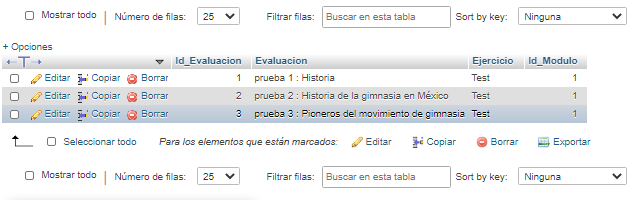 Mostrar todo Número de filas: 25 Filtrar filas: Buscar en esta tabla Sort by key: Ninguna
+ Opciones
←T→ Id_Evaluacion Evaluacion Ejercicio Id_Modulo
Editar Copiar Borrar 1 prueba 1 : Historia Test 1
Editar Copiar Borrar 2 prueba 2 : Historia de la gimnasia en México Test 1
Editar Copiar Borrar 3 prueba 3 : Pioneros del movimiento de gimnasia Test 1
Seleccionar todo Para los elementos que están marcados: Editar Copiar Borrar Exportar
Mostrar todo Número de filas: 25 Filtrar filas: Buscar en esta tabla Sort by key: Ninguna